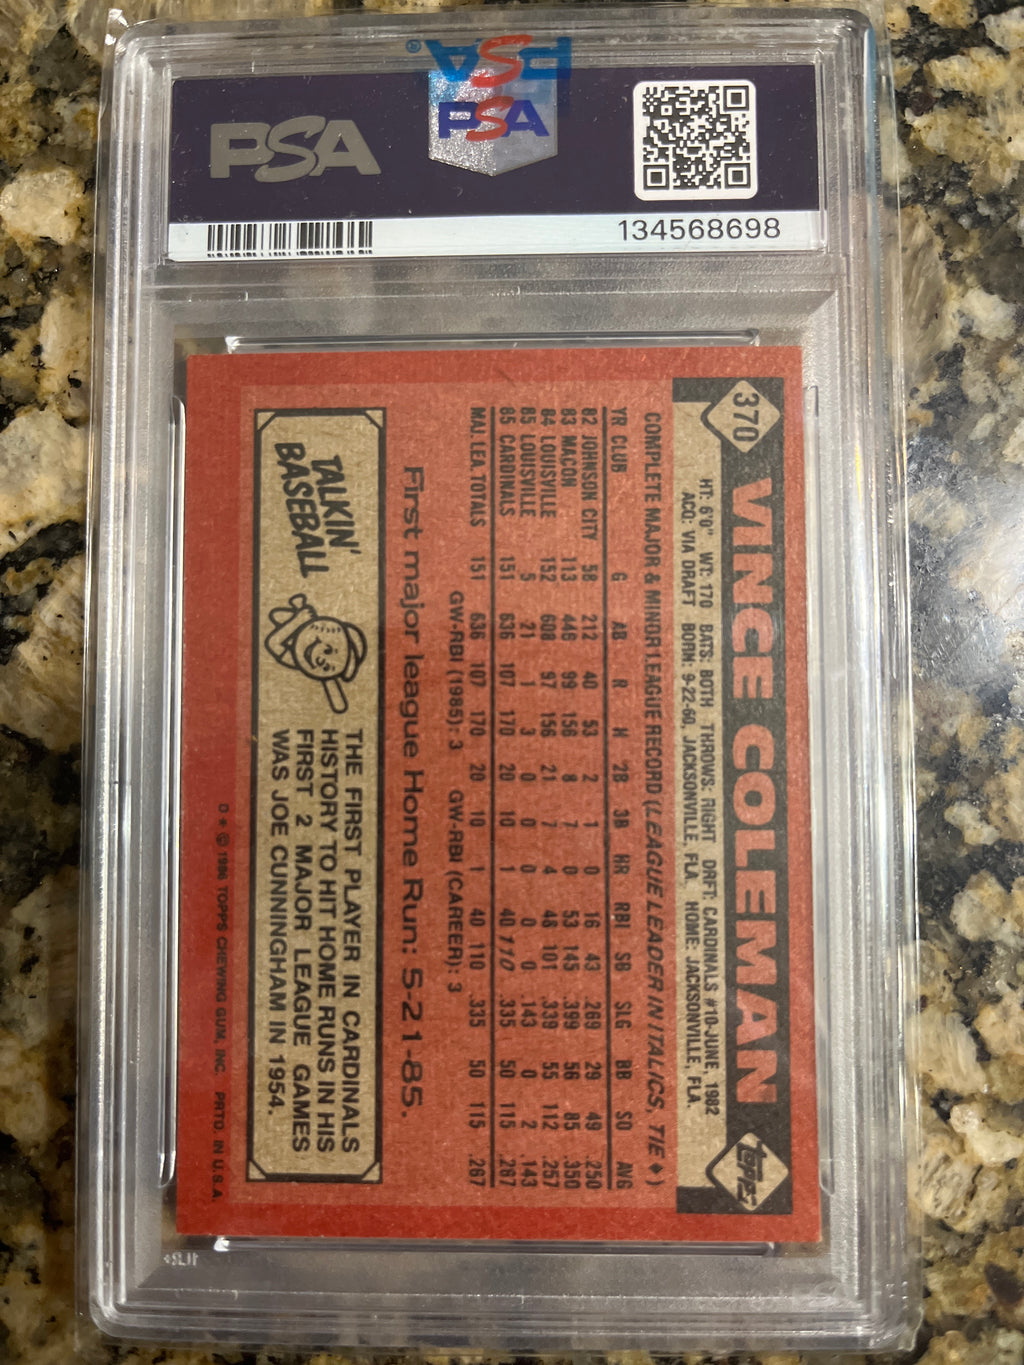 PSA
PSA
PSA
134568698
370
VINCE COLEMAN
TOPPS
HT: 6'0" WT: 170 BATS: BOTH THROWS: RIGHT DRFT: CARDINALS #10-JUNE, 1982
ACQ: VIA DRAFT BORN: 9-22-60, JACKSONVILLE, FLA. HOME: JACKSONVILLE, FLA.
COMPLETE MAJOR & MINOR LEAGUE RECORD (LEAGUE LEADER IN ITALICS, TIE ♦)
YR CLUB G AB R H 2B 3B HR RBI SB SLG BB SO AVG
82 JOHNSON CITY 58 212 40 53 2 1 0 16 43 .269 29 49 .250
83 MACON 113 446 99 156 8 7 0 53 145 .399 56 85 .350
84 LOUISVILLE 152 608 97 156 21 7 4 48 101 .339 55 112 .257
85 LOUISVILLE 5 21 1 3 0 0 0 0 0 .143 0 2 .143
85 CARDINALS 151 636 107 170 20 10 1 40 110 .335 50 115 .267
MAJ. LEA. TOTALS 151 636 107 170 20 10 1 40 110 .335 50 115 .267
GW-RBI (1985): 3 GW-RBI (CAREER): 3
First major league Home Run: 5-21-85.
TALKIN'
BASEBALL
THE FIRST PLAYER IN CARDINALS
HISTORY TO HIT HOME RUNS IN HIS
FIRST 2 MAJOR LEAGUE GAMES
WAS JOE CUNNINGHAM IN 1954.
D * © 1986 TOPPS CHEWING GUM, INC. PRTD. IN U.S.A.